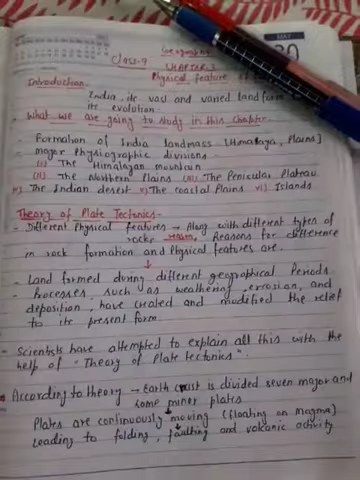 Geography
Class-9 CHAPTER-2
Physical feature of
Introduction.
India, its vast and varied landform
its evolution.
What we are going to study in this chapter.
- Formation of India landmass (Himalaya, Plains)
- major Physiographic divisions -
(i) The Himalayan mountain
(ii) The Northern Plains (iii) The Penicular Plateau
iv) The Indian desert v) The Coastal Plains vi) Islands
Theory of Plate Tectonics-
- Different Physical features → Along with different types of
rocks. Reasons for difference
in rock formation and Physical features are.
↓
- Land formed during different geographical Periods.
- Processes, such as weathering, erosion, and
deposition, have created and modified the relief
to its present form.
- Scientists have attempted to explain all this with the
help of "Theory of Plate tectonics".
According to theory → Earth crust is divided seven major and
some miner plates
Plates are continuously moving (floating on magma)
leading to folding, faulting and volcanic activity